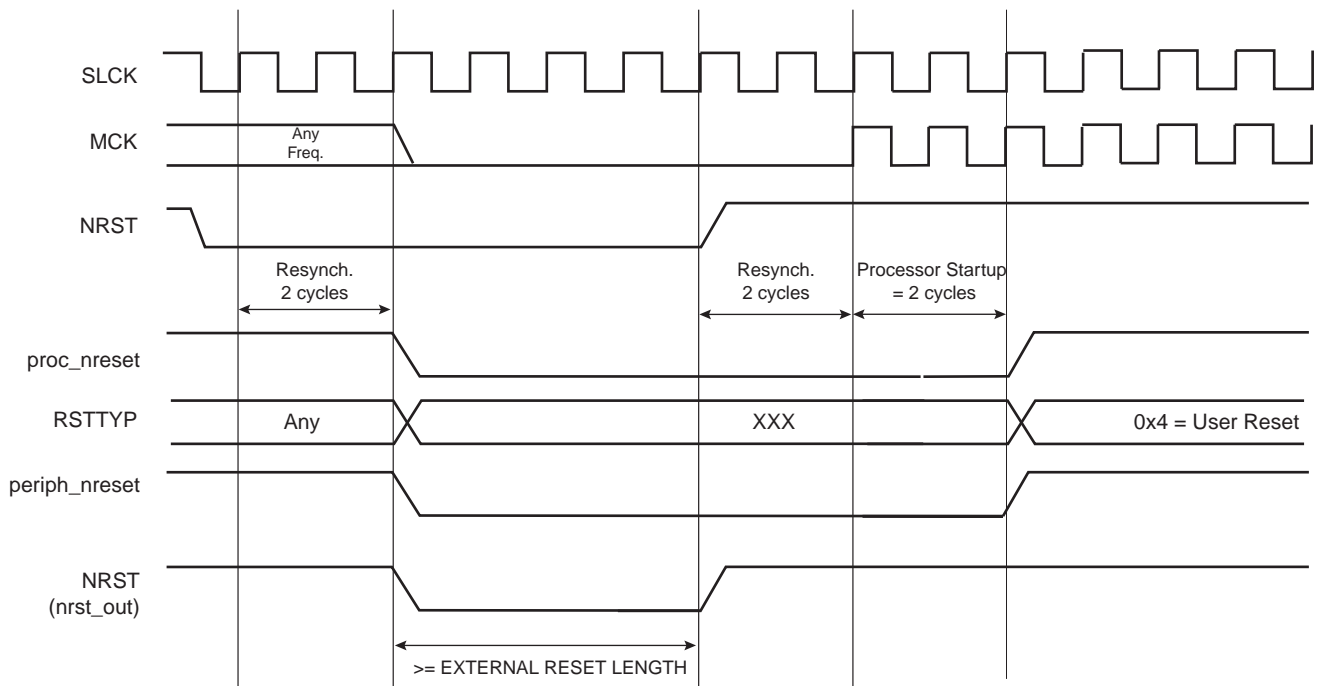 SLCK
MCK
Any
Freq.
NRST
Resynch.
2 cycles
Resynch.
2 cycles
Processor Startup
= 2 cycles
proc_nreset
RSTTYP
Any
XXX
0x4 = User Reset
periph_nreset
NRST
(nrst_out)
>= EXTERNAL RESET LENGTH